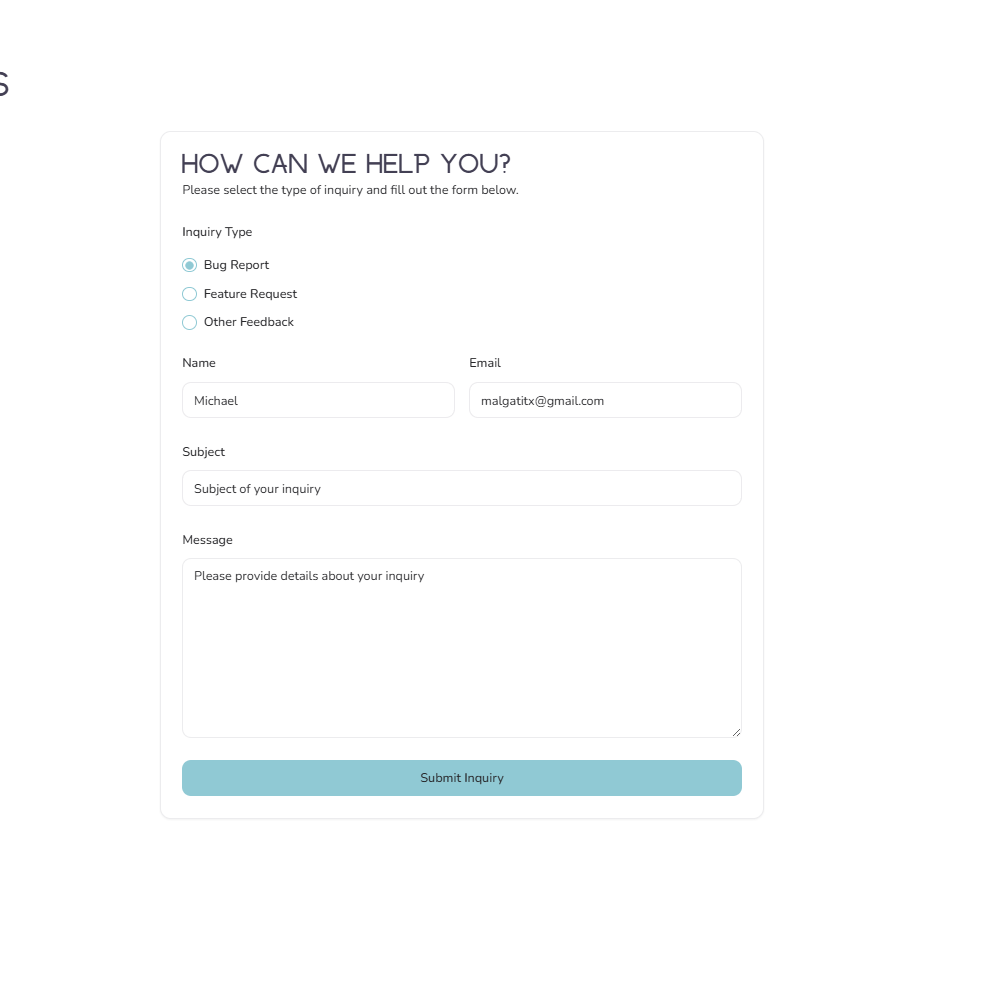 S
HOW CAN WE HELP YOU?
Please select the type of inquiry and fill out the form below.
Inquiry Type
Bug Report
Feature Request
Other Feedback
Name Email
Michael malgatitx@gmail.com
Subject
Subject of your inquiry
Message
Please provide details about your inquiry
Submit Inquiry